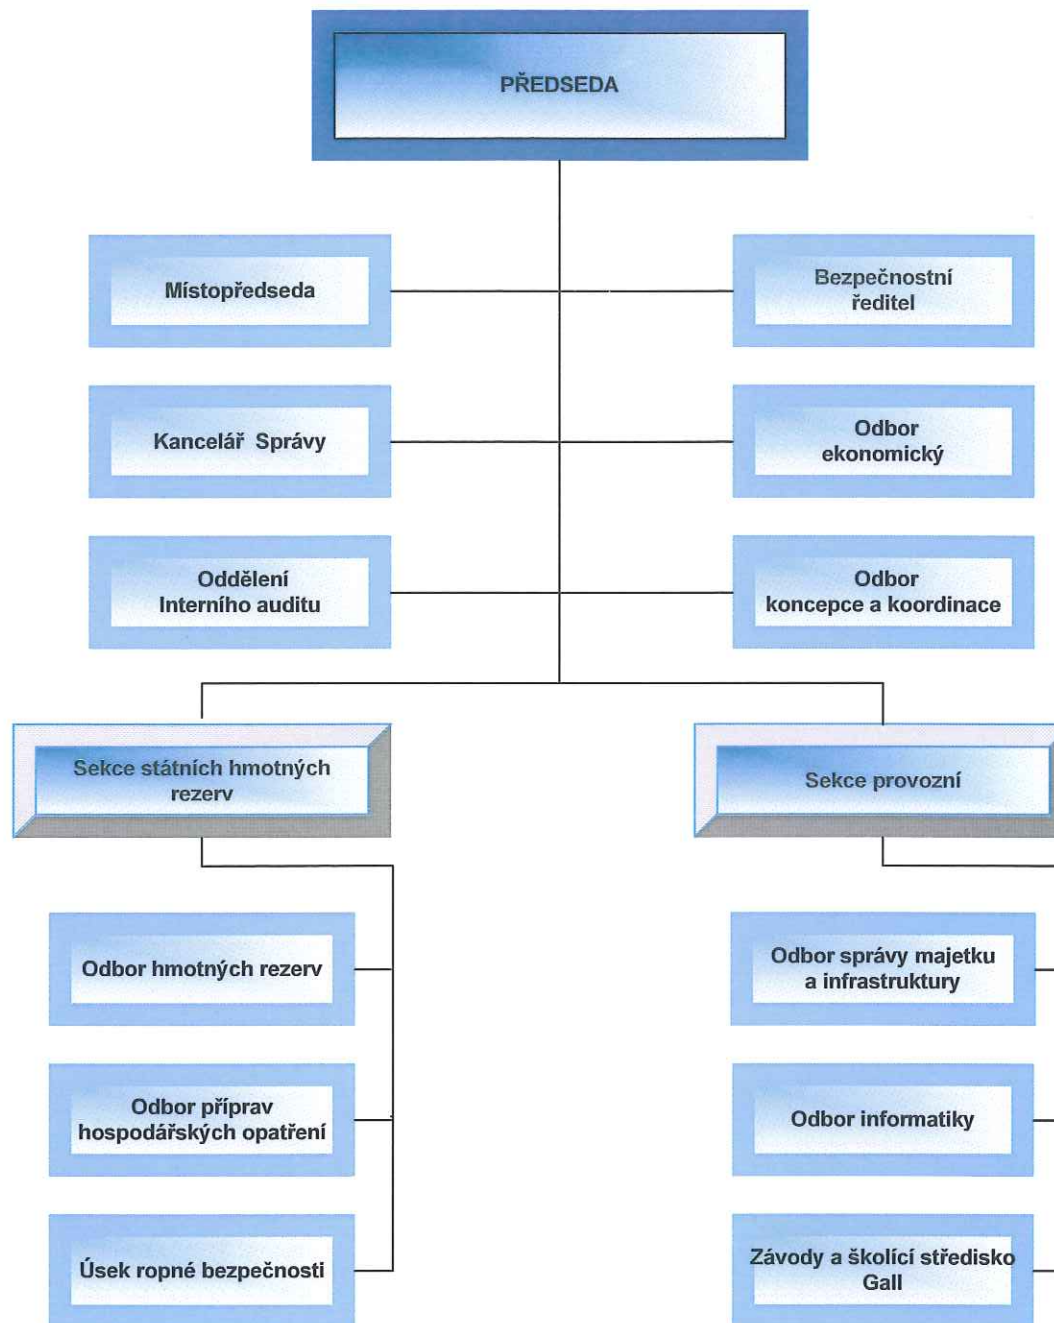 PŘEDSEDA
Místopředseda
Bezpečnostní
ředitel
Kancelář Správy
Odbor
ekonomický
Oddělení
Interního auditu
Odbor
koncepce a koordinace
Sekce státních hmotných
rezerv
Sekce provozní
Odbor hmotných rezerv
Odbor správy majetku
a infrastruktury
Odbor příprav
hospodářských opatření
Odbor informatiky
Úsek ropné bezpečnosti
Závody a školící středisko
Gall